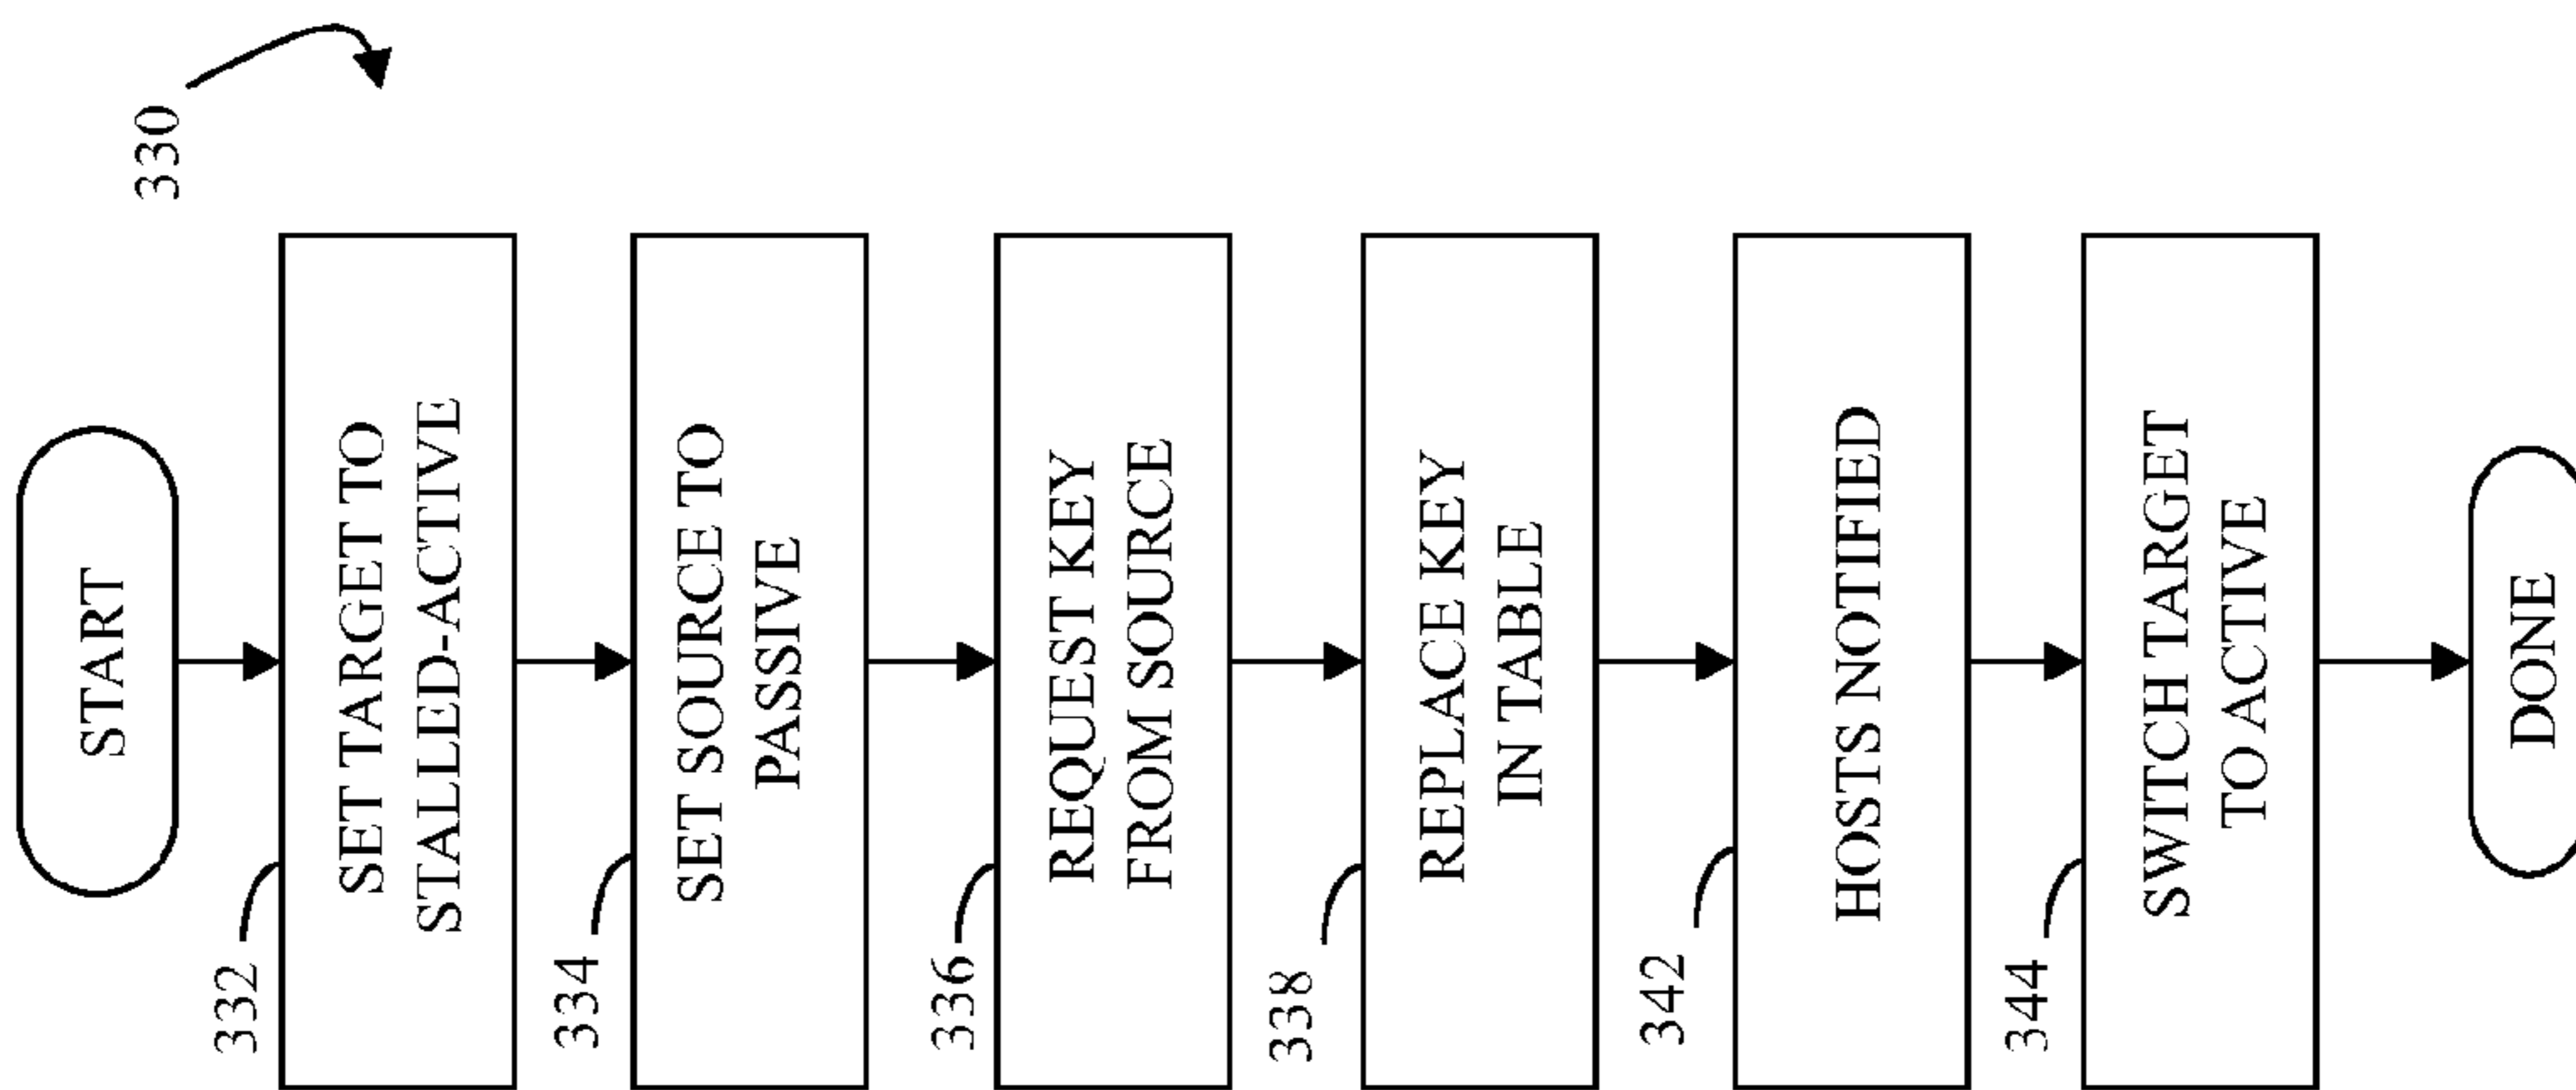 330
START
332
SET TARGET TO
STALLED-ACTIVE
334
SET SOURCE TO
PASSIVE
336
REQUEST KEY
FROM SOURCE
338
REPLACE KEY
IN TABLE
342
HOSTS NOTIFIED
344
SWITCH TARGET
TO ACTIVE
DONE